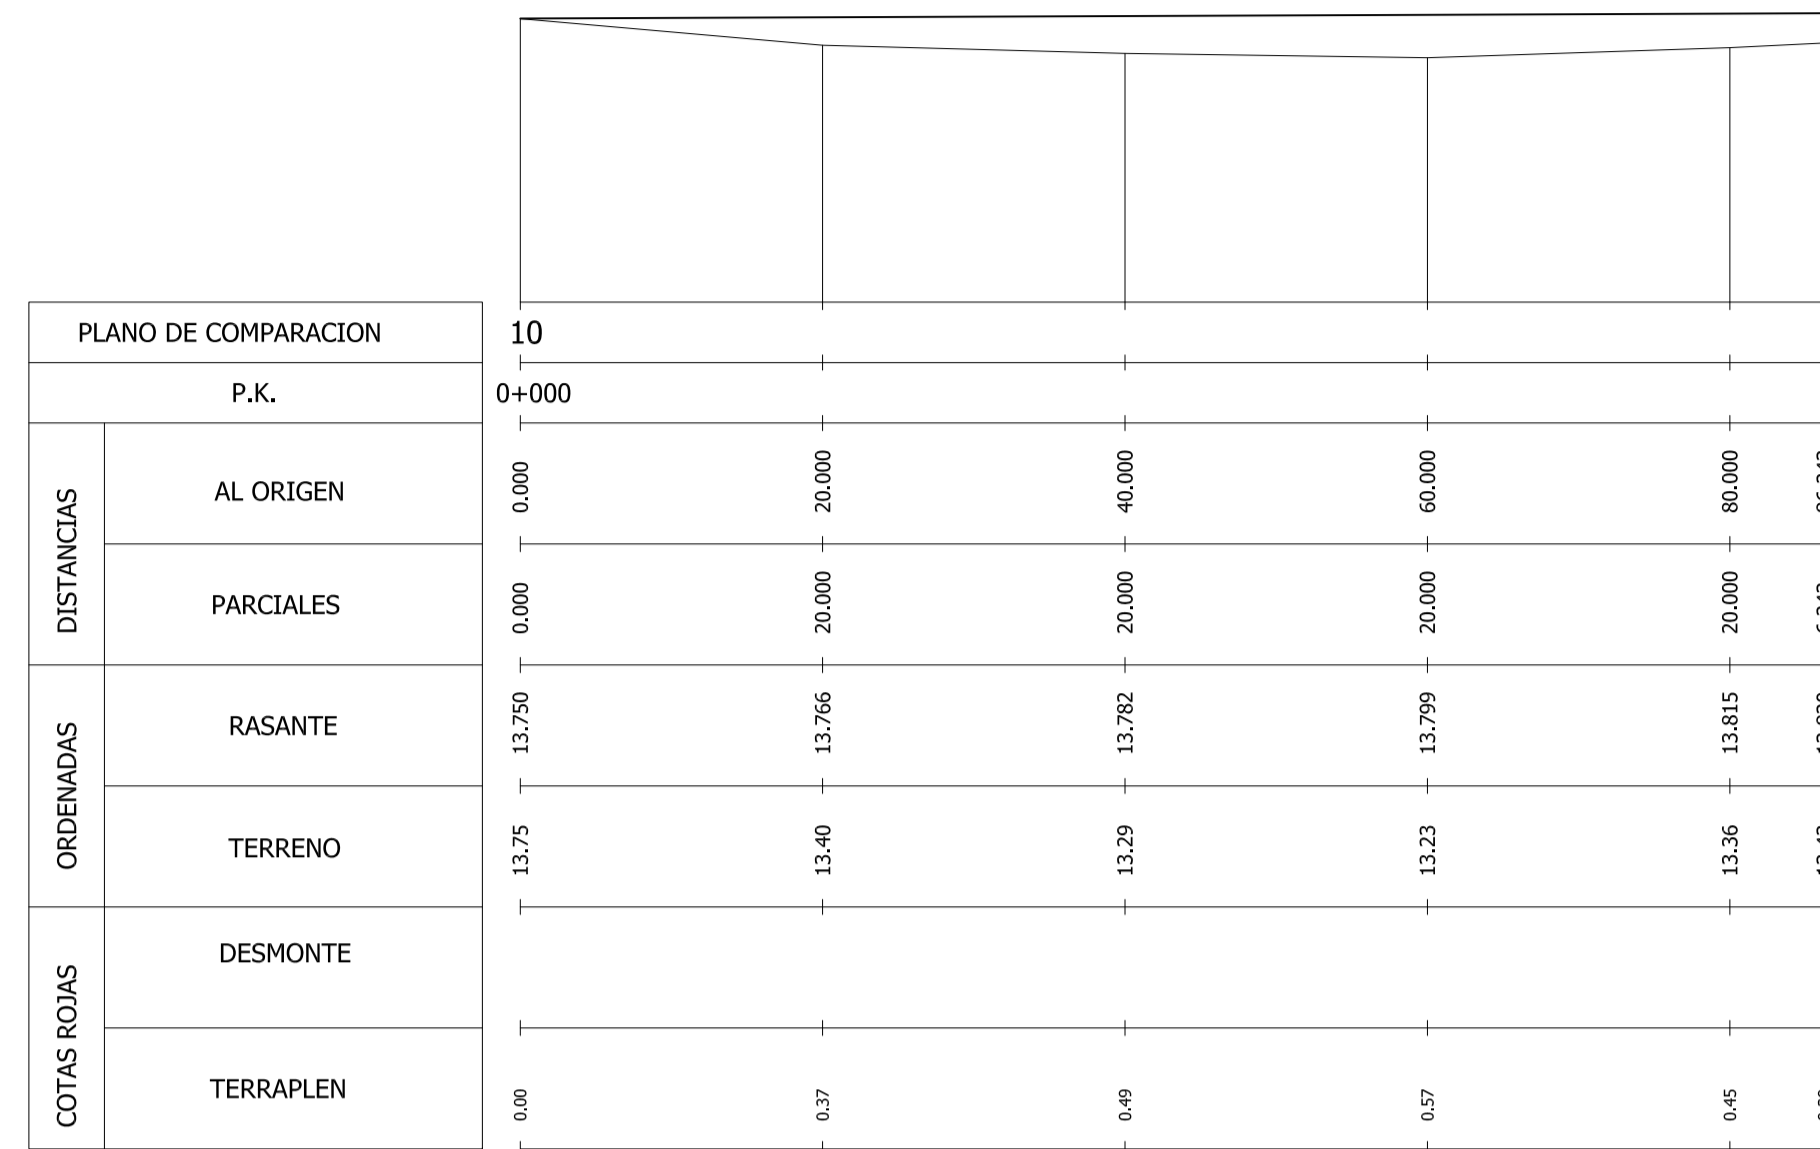 PLANO DE COMPARACION 10
P.K. 0+000
DISTANCIAS
AL ORIGEN 0.000 20.000 40.000 60.000 80.000
PARCIALES 0.000 20.000 20.000 20.000 20.000
ORDENADAS
RASANTE 13.750 13.766 13.782 13.799 13.815
TERRENO 13.75 13.40 13.29 13.23 13.36
COTAS ROJAS
DESMONTE
TERRAPLEN 0.00 0.37 0.49 0.57 0.45